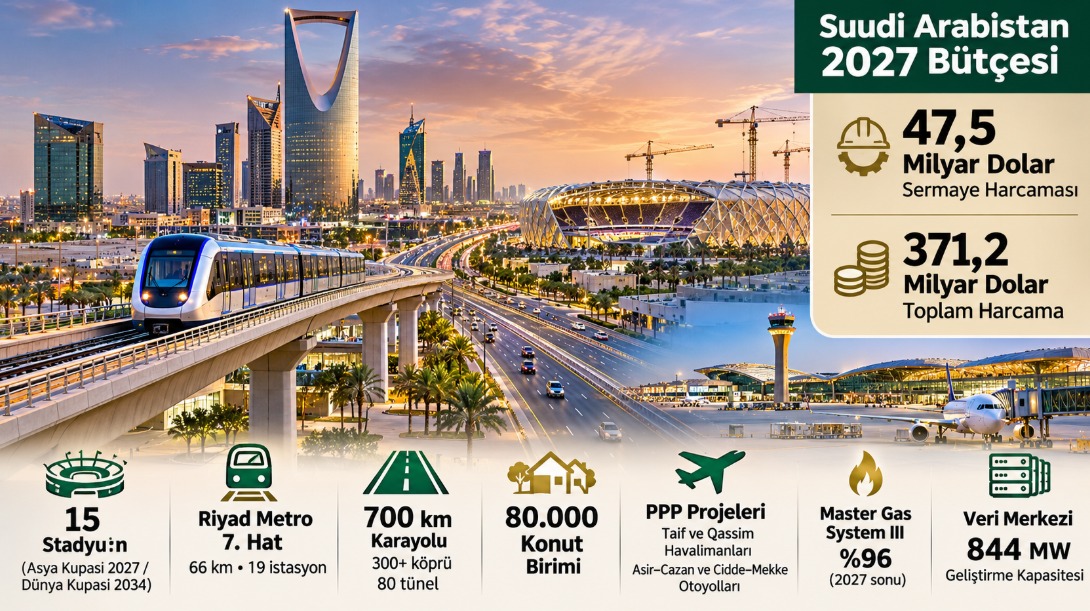 Suudi Arabistan
2027 Bütçesi
47,5
Milyar Dolar
Sermaye Harcaması
371,2
Milyar Dolar
Toplam Harcama
15
(Asya Kupasi 2027 /
Dünya Kupasi 2034)
Riyad Metro
7. Hat
66 km • 19 istasyon
700 km
Karayolu
300+ köprü
80 tünel
80.000
Konut
Birimi
PPP Projeleri
Taif ve Qassim
Havalimanları
Asir–Cazan ve Cidde–Mekke
Otoyolları
Master Gas
System III
%96
(2027 sonu)
Veri Merkezi
844 MW
Geliştirme Kapasitesi